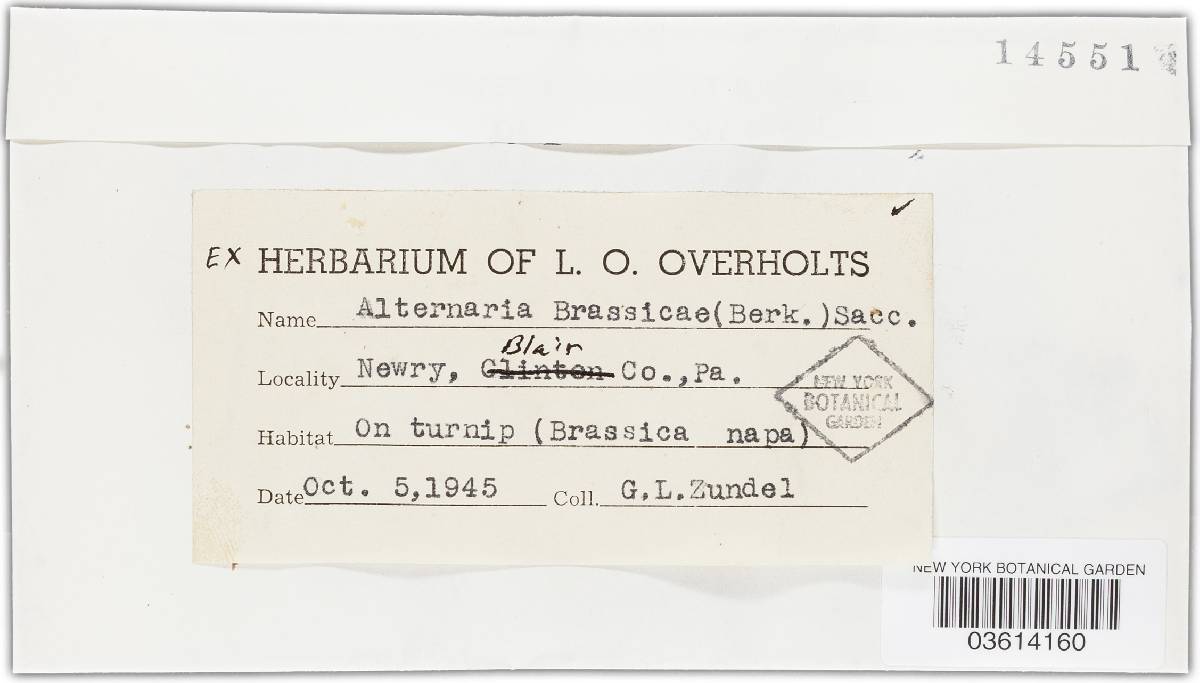 14551
EX HERBARIUM OF L. O. OVERHOLTS
Name Alternaria Brassicae(Berk.)Sacc.
Blair
Locality Newry, Clinton Co.,Pa.
Habitat On turnip (Brassica napa)
Date Oct. 5,1945 Coll. G.L.Zundel
NEW YORK
BOTANICAL
GARDEN
NEW YORK BOTANICAL GARDEN
03614160